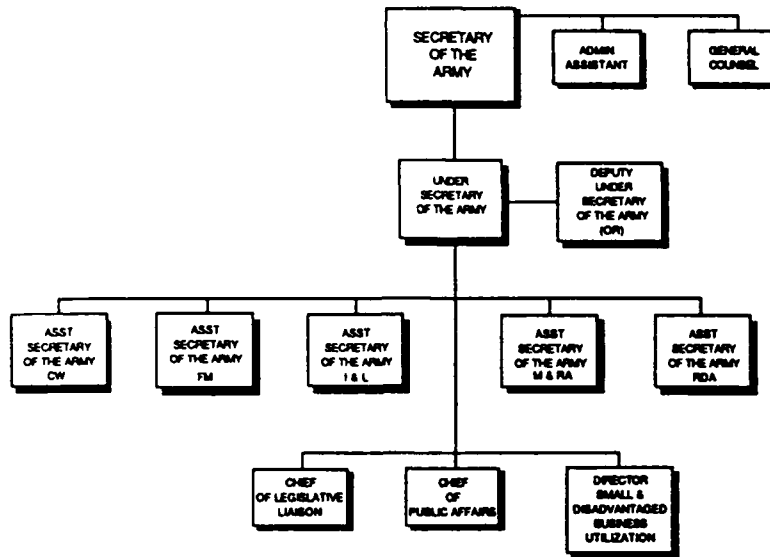 SECRETARY
OF THE
ARMY
ADMIN
ASSISTANT
GENERAL
COUNSEL
UNDER
SECRETARY
OF THE ARMY
DEPUTY
UNDER
SECRETARY
OF THE ARMY
(OR)
ASST
SECRETARY
OF THE ARMY
CW
ASST
SECRETARY
OF THE ARMY
FM
ASST
SECRETARY
OF THE ARMY
I & L
ASST
SECRETARY
OF THE ARMY
M & RA
ASST
SECRETARY
OF THE ARMY
RDA
CHIEF
OF LEGISLATIVE
LIAISON
CHIEF
OF
PUBLIC AFFAIRS
DIRECTOR
SMALL &
DISADVANTAGED
BUSINESS
UTILIZATION